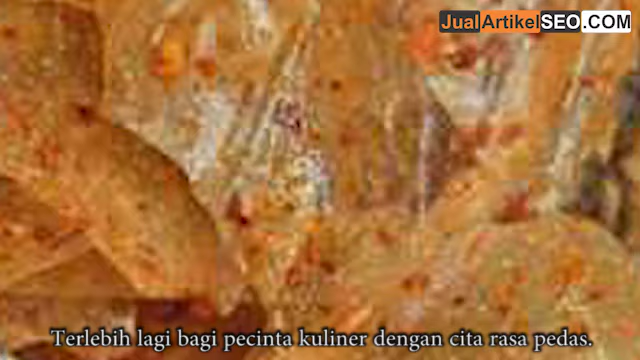 JualArtikelSEO.COM
Terlebih lagi bagi pecinta kuliner dengan cita rasa pedas.